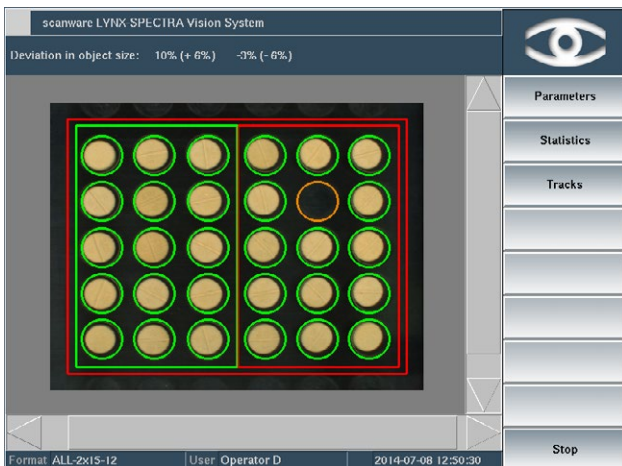 scanware LYNX SPECTRA Vision System
Deviation in object size: 10% (+ 6%) -3% (- 6%)
Parameters
Statistics
Tracks
Stop
Format ALL-2x15-12 User Operator D 2014-07-08 12:50:30